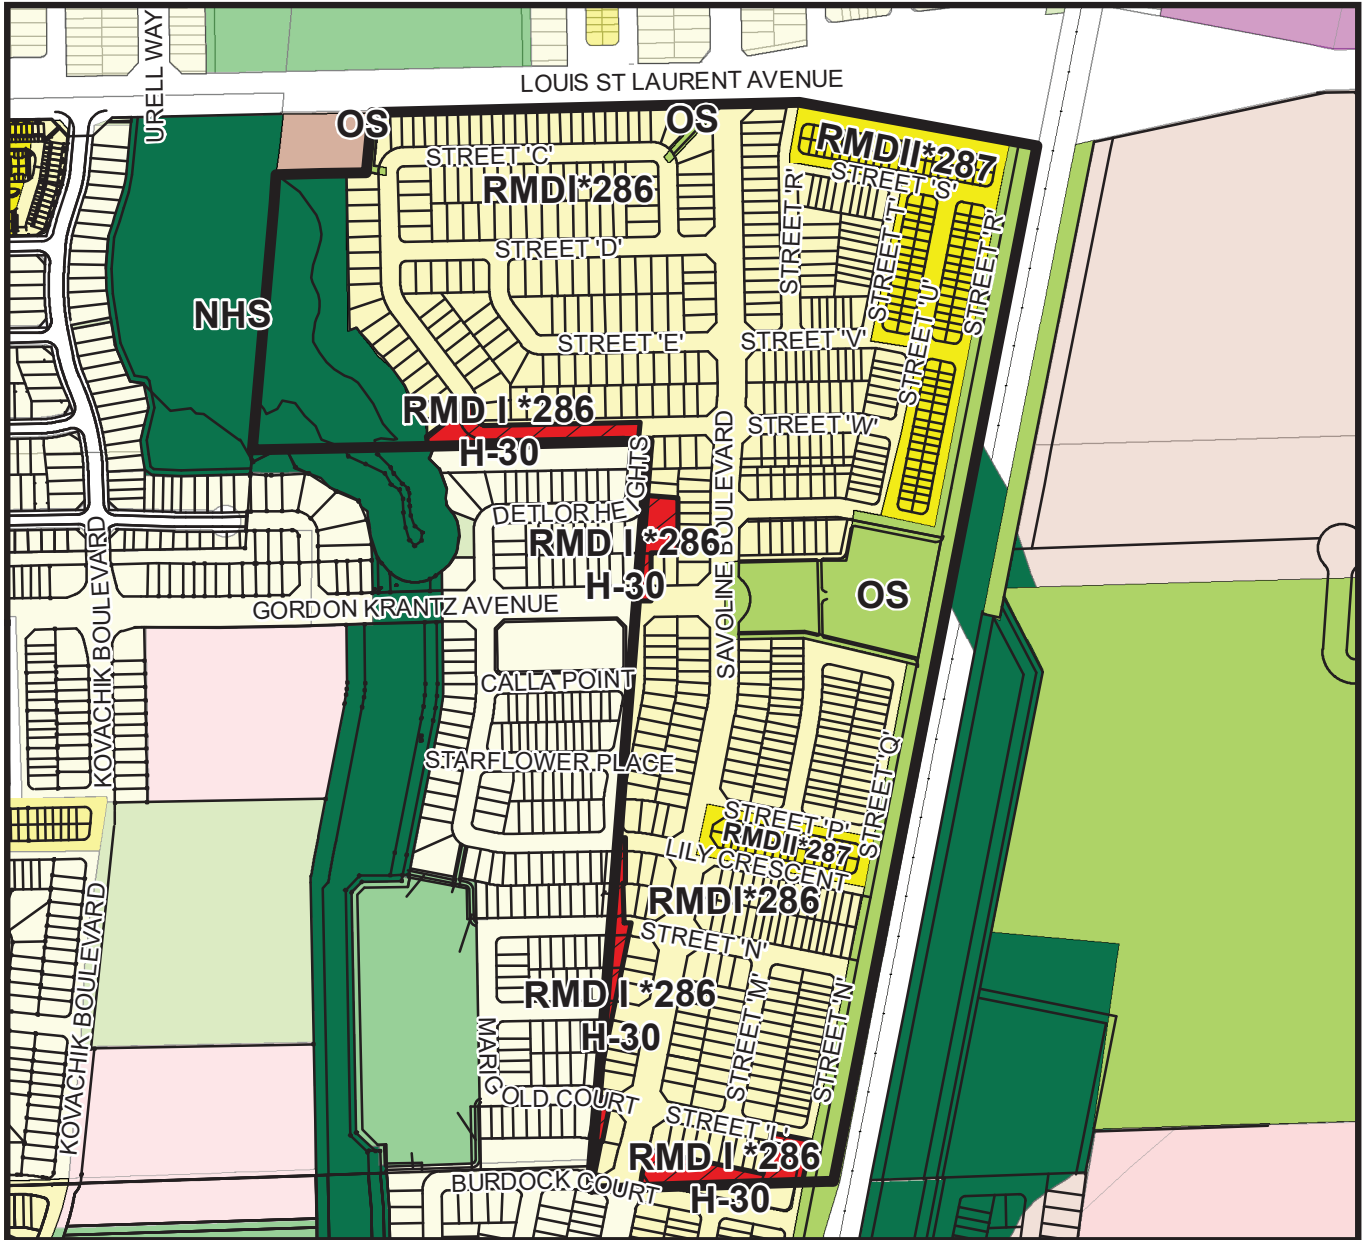 URELL WAY
LOUIS ST LAURENT AVENUE
OS
OS
STREET 'C'
RMDI*286
RMDII*287
STREET 'S'
STREET 'R'
STREET 'T'
STREET 'R'
STREET 'D'
NHS
STREET 'U'
STREET 'E'
STREET 'V'
RMD I *286
H-30
STREET 'W'
DETLOR HEIGHTS
SAVOLINE BOULEVARD
RMD I *286
H-30
OS
KOVACHIK BOULEVARD
GORDON KRANTZ AVENUE
CALLA POINT
STARFLOWER PLACE
STREET 'Q'
STREET 'P'
RMDII*287
LILY CRESCENT
RMDI*286
KOVACHIK BOULEVARD
STREET 'N'
RMD I *286
H-30
STREET 'M'
STREET 'N'
MARIGOLD COURT
STREET 'L'
RMD I *286
H-30
BURDOCK COURT